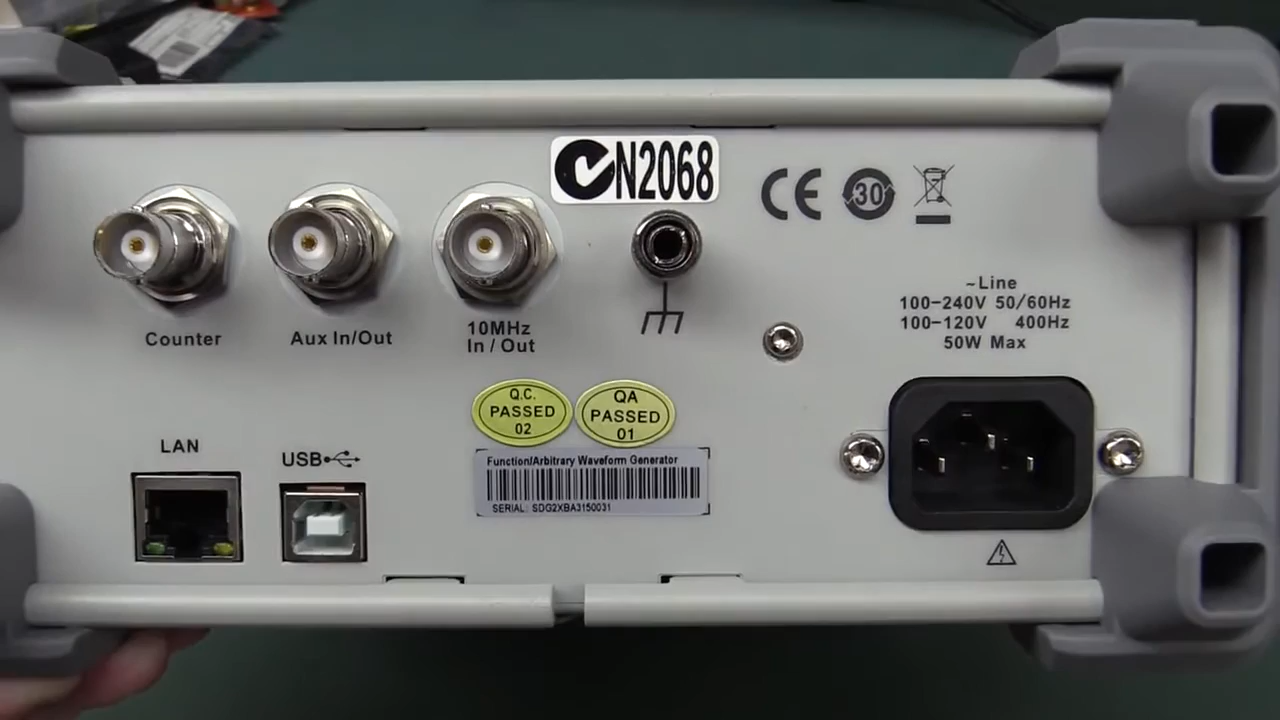 N2068
CE
30
~Line
100-240V 50/60Hz
100-120V 400Hz
50W Max
Counter
Aux In/Out
10MHz
In / Out
Q.C.
PASSED
02
QA
PASSED
01
LAN
USB
Function/Arbitrary Waveform Generator
SERIAL: SDG2XBA3150031